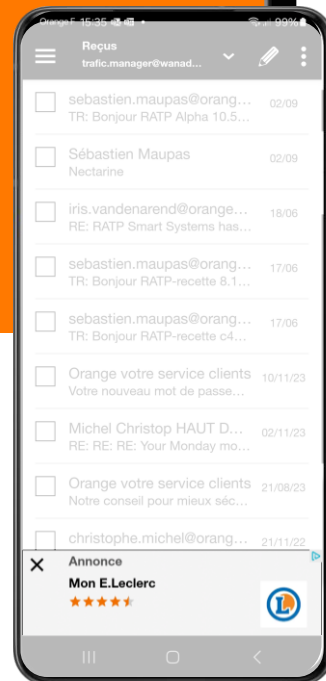 Orange F 15:35
99%
Reçus
trafic.manager@wanad...
sebastien.maupas@orang... 02/09
TR: Bonjour RATP Alpha 10.5...
Sébastien Maupas 02/09
Nectarine
iris.vandenarend@orange... 18/06
RE: RATP Smart Systems has...
sebastien.maupas@orang... 17/06
TR: Bonjour RATP-recette 8.1...
sebastien.maupas@orang... 17/06
TR: Bonjour RATP-recette c4...
Orange votre service clients 10/11/23
Votre nouveau mot de passe...
Michel Christop HAUT D... 02/11/23
RE: RE: RE: Your Monday mo...
Orange votre service clients 21/08/23
Notre conseil pour mieux séc...
christophe.michel@orang... 21/11/22
Annonce
Mon E.Leclerc
L